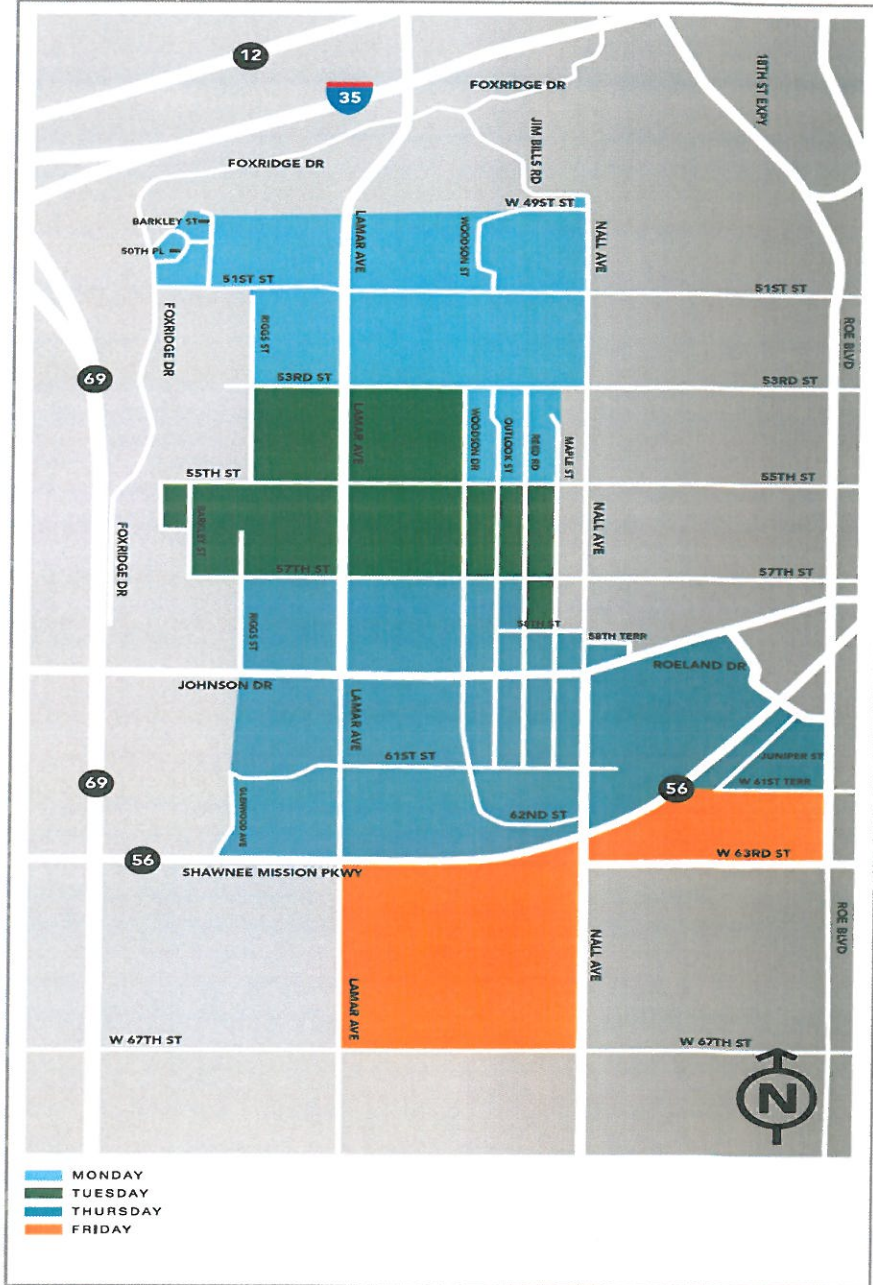 12
35
FOXRIDGE DR
18TH ST EXPY
FOXRIDGE DR
JIM BILLS RD
W 49ST ST
BARKLEY ST
50TH PL
LAMAR AVE
WOODSON ST
NALL AVE
51ST ST
51ST ST
FOXRIDGE DR
RIGGS ST
ROE BLVD
69
53RD ST
53RD ST
LAMAR AVE
WOODSON DR
OUTLOOK ST
REED RD
MAPLE ST
55TH ST
55TH ST
FOXRIDGE DR
BARKLEY ST
NALL AVE
57TH ST
57TH ST
RIGGS ST
58TH ST
58TH TERR
JOHNSON DR
ROELAND DR
LAMAR AVE
61ST ST
JUNIPER ST
69
W 61ST TERR
56
GLENWOOD AVE
62ND ST
56
SHAWNEE MISSION PKWY
W 63RD ST
ROE BLVD
NALL AVE
LAMAR AVE
W 67TH ST
W 67TH ST
N
MONDAY
TUESDAY
THURSDAY
FRIDAY